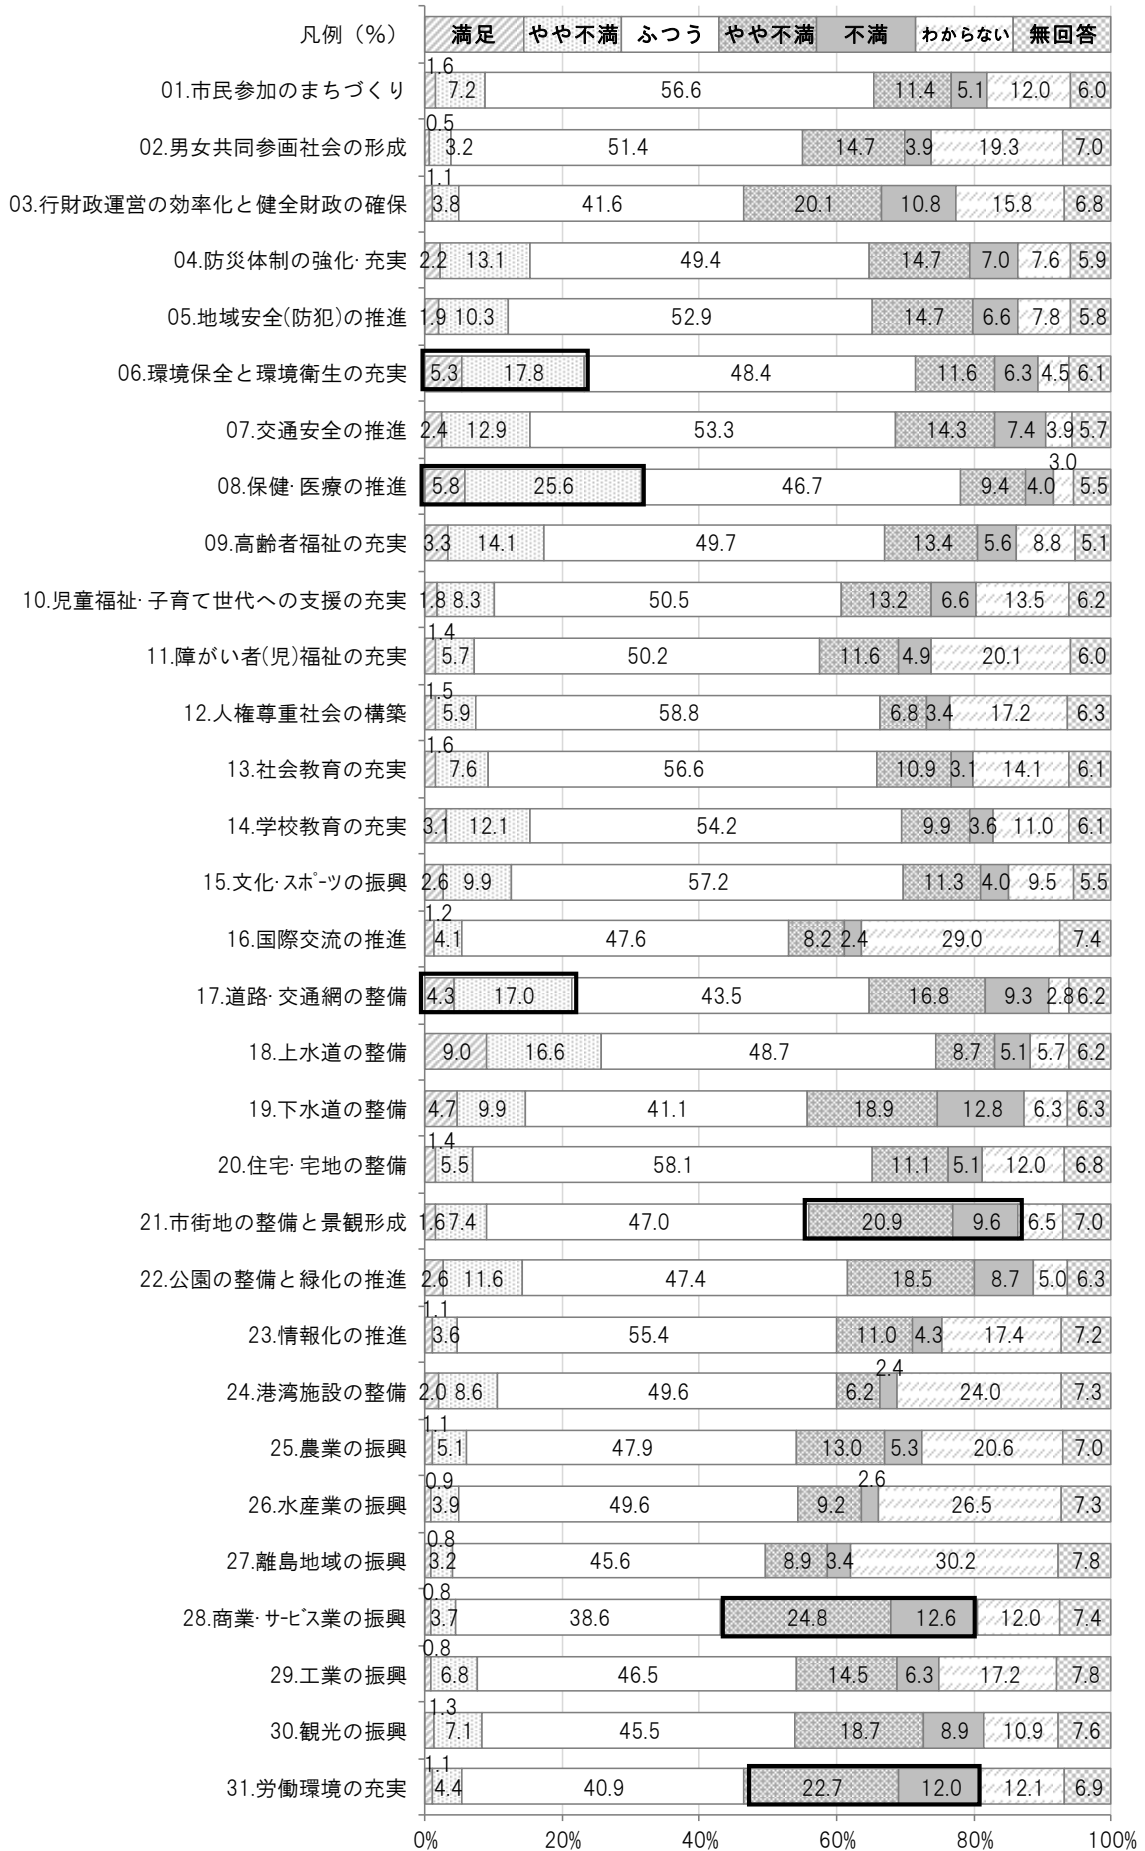 凡例（%） 満足 やや不満 ふつう やや不満 不満 わからない 無回答
01.市民参加のまちづくり 1.6 7.2 56.6 11.4 5.1 12.0 6.0
02.男女共同参画社会の形成 0.5 3.2 51.4 14.7 3.9 19.3 7.0
03.行財政運営の効率化と健全財政の確保 1.1 3.8 41.6 20.1 10.8 15.8 6.8
04.防災体制の強化･充実 2.2 13.1 49.4 14.7 7.0 7.6 5.9
05.地域安全(防犯)の推進 1.9 10.3 52.9 14.7 6.6 7.8 5.8
06.環境保全と環境衛生の充実 5.3 17.8 48.4 11.6 6.3 4.5 6.1
07.交通安全の推進 2.4 12.9 53.3 14.3 7.4 3.9 5.7
08.保健･医療の推進 5.8 25.6 46.7 9.4 4.0 3.0 5.5
09.高齢者福祉の充実 3.3 14.1 49.7 13.4 5.6 8.8 5.1
10.児童福祉･子育て世代への支援の充実 1.8 8.3 50.5 13.2 6.6 13.5 6.2
11.障がい者(児)福祉の充実 1.4 5.7 50.2 11.6 4.9 20.1 6.0
12.人権尊重社会の構築 1.5 5.9 58.8 6.8 3.4 17.2 6.3
13.社会教育の充実 1.6 7.6 56.6 10.9 3.1 14.1 6.1
14.学校教育の充実 3.1 12.1 54.2 9.9 3.6 11.0 6.1
15.文化･ｽﾎﾟｰﾂの振興 2.6 9.9 57.2 11.3 4.0 9.5 5.5
16.国際交流の推進 1.2 4.1 47.6 8.2 2.4 29.0 7.4
17.道路･交通網の整備 4.3 17.0 43.5 16.8 9.3 2.8 6.2
18.上水道の整備 9.0 16.6 48.7 8.7 5.1 5.7 6.2
19.下水道の整備 4.7 9.9 41.1 18.9 12.8 6.3 6.3
20.住宅･宅地の整備 1.4 5.5 58.1 11.1 5.1 12.0 6.8
21.市街地の整備と景観形成 1.6 7.4 47.0 20.9 9.6 6.5 7.0
22.公園の整備と緑化の推進 2.6 11.6 47.4 18.5 8.7 5.0 6.3
23.情報化の推進 1.1 3.6 55.4 11.0 4.3 17.4 7.2
24.港湾施設の整備 2.0 8.6 49.6 6.2 2.4 24.0 7.3
25.農業の振興 1.1 5.1 47.9 13.0 5.3 20.6 7.0
26.水産業の振興 0.9 3.9 49.6 9.2 2.6 26.5 7.3
27.離島地域の振興 0.8 3.2 45.6 8.9 3.4 30.2 7.8
28.商業･ｻｰﾋﾞｽ業の振興 0.8 3.7 38.6 24.8 12.6 12.0 7.4
29.工業の振興 0.8 6.8 46.5 14.5 6.3 17.2 7.8
30.観光の振興 1.3 7.1 45.5 18.7 8.9 10.9 7.6
31.労働環境の充実 1.1 4.4 40.9 22.7 12.0 12.1 6.9
0% 20% 40% 60% 80% 100%